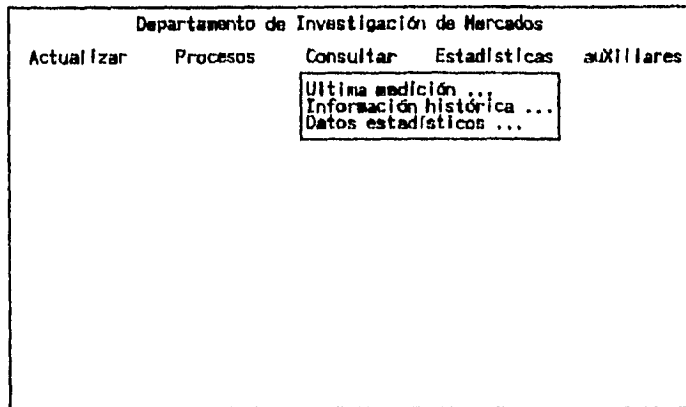 Departamento de Investigación de Mercados
Actualizar Procesos Consultar Estadísticas auXiliares
Ultima medición ...
Información histórica ...
Datos estadísticos ...